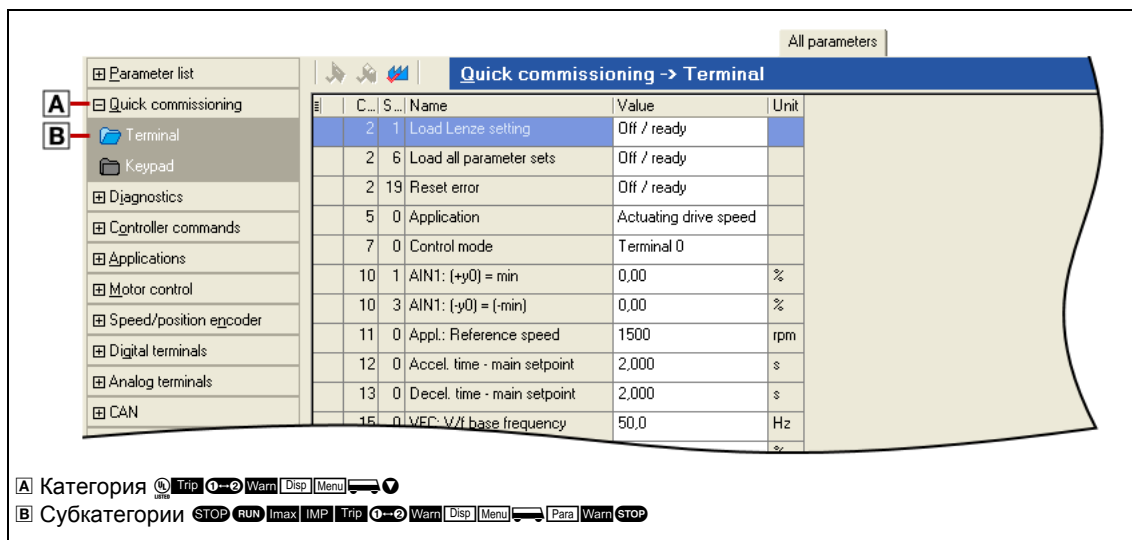 All parameters
Parameter list
Quick commissioning -> Terminal
A
Quick commissioning
C... S... Name Value Unit
B
Terminal
2 1 Load Lenze setting Off / ready
Keypad
2 6 Load all parameter sets Off / ready
Diagnostics
2 19 Reset error Off / ready
Controller commands
5 0 Application Actuating drive speed
Applications
7 0 Control mode Terminal 0
Motor control
10 1 AIN1: (+y0) = min 0,00 %
Speed/position encoder
10 3 AIN1: (-y0) = (-min) 0,00 %
Digital terminals
11 0 Appl.: Reference speed 1500 rpm
Analog terminals
12 0 Accel. time - main setpoint 2,000 s
CAN
13 0 Decel. time - main setpoint 2,000 s
15 0 VFC: V/f base frequency 50,0 Hz
%
A Категория UL LISTED Trip 1↔2 Warn Disp Menu
B Субкатегории STOP RUN Imax IMP Trip 1↔2 Warn Disp Menu Para Warn STOP